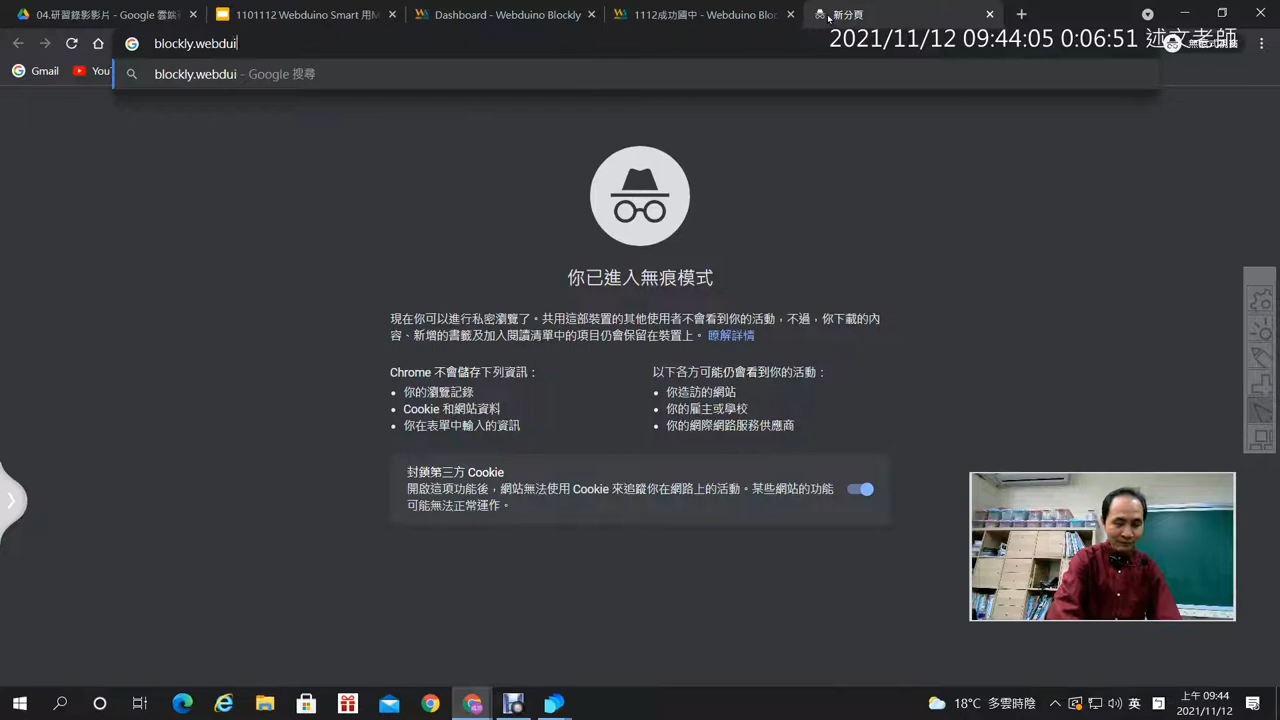 04.研習錄影影片 - Google 雲端
1101112 Webduino Smart 用M
Dashboard - Webduino Blockly
1112成功國中 - Webduino Bloc
新分頁
blockly.webdui
2021/11/12 09:44:05 0:06:51 述文老師
Gmail
You
blockly.webdui - Google 搜尋
你已進入無痕模式
現在你可以進行私密瀏覽了。共用這部裝置的其他使用者不會看到你的活動，不過，你下載的內
容、新增的書籤及加入閱讀清單中的項目仍會保留在裝置上。 瞭解詳情
Chrome 不會儲存下列資訊：
你的瀏覽記錄
Cookie 和網站資料
你在表單中輸入的資訊
以下各方可能仍會看到你的活動：
你造訪的網站
你的雇主或學校
你的網際網路服務供應商
封鎖第三方 Cookie
開啟這項功能後，網站無法使用 Cookie 來追蹤你在網路上的活動。某些網站的功能
可能無法正常運作。
18°C 多雲時陰
英
上午 09:44
2021/11/12